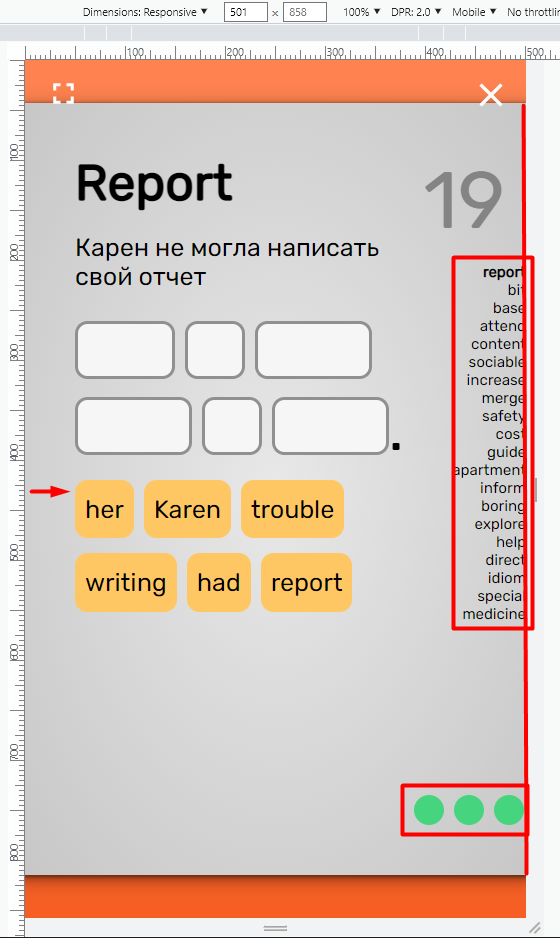 Dimensions: Responsive ▼ 501 x 858 100% ▼ DPR: 2.0 ▼ Mobile ▼ No throttlin
100 200 300 400 500
100
200
300
400
500
600
700
800
Report
19
Карен не могла написать
свой отчет
.
her Karen trouble
writing had report
report
bit
base
attend
content
sociable
increase
merge
safety
cost
guide
apartment
inform
boring
explore
help
direct
idiom
special
medicine